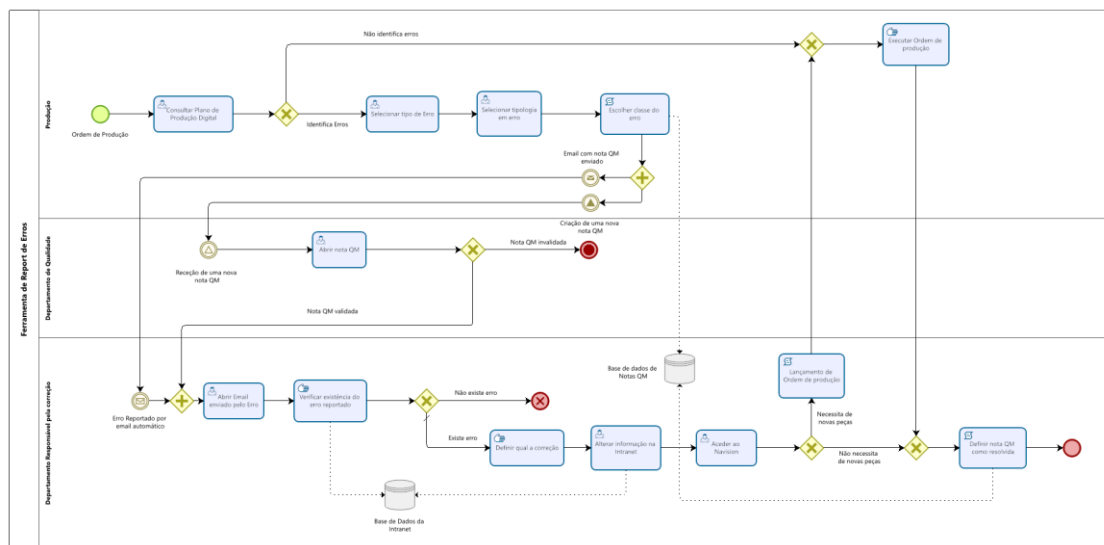 Ferramenta de Report de Erros
Produção
Não identifica erros
Executar Ordem de
produção
Consultar Plano de
Produção Digital
Ordem de Produção
Identifica Erros
Selecionar tipo de Erro
Selecionar tipologia
em erro
Escolher classe do
erro
Email com nota QM
enviado
Criação de uma nova
nota QM
Departamento de Qualidade
Receção de uma nova
nota QM
Abrir nota QM
Nota QM invalidada
Nota QM validada
Departamento Responsável pela correção
Erro Reportado por
email automático
Abrir Email
enviado pelo Erro
Verificar existência do
erro reportado
Não existe erro
Existe erro
Definir qual a correção
Alterar informação na
Intranet
Base de Dados da
Intranet
Base de dados de
Notas QM
Aceder ao
Navision
Lançamento de
Ordem de produção
Necessita de
novas peças
Não necessita
de novas peças
Definir nota QM
como resolvida